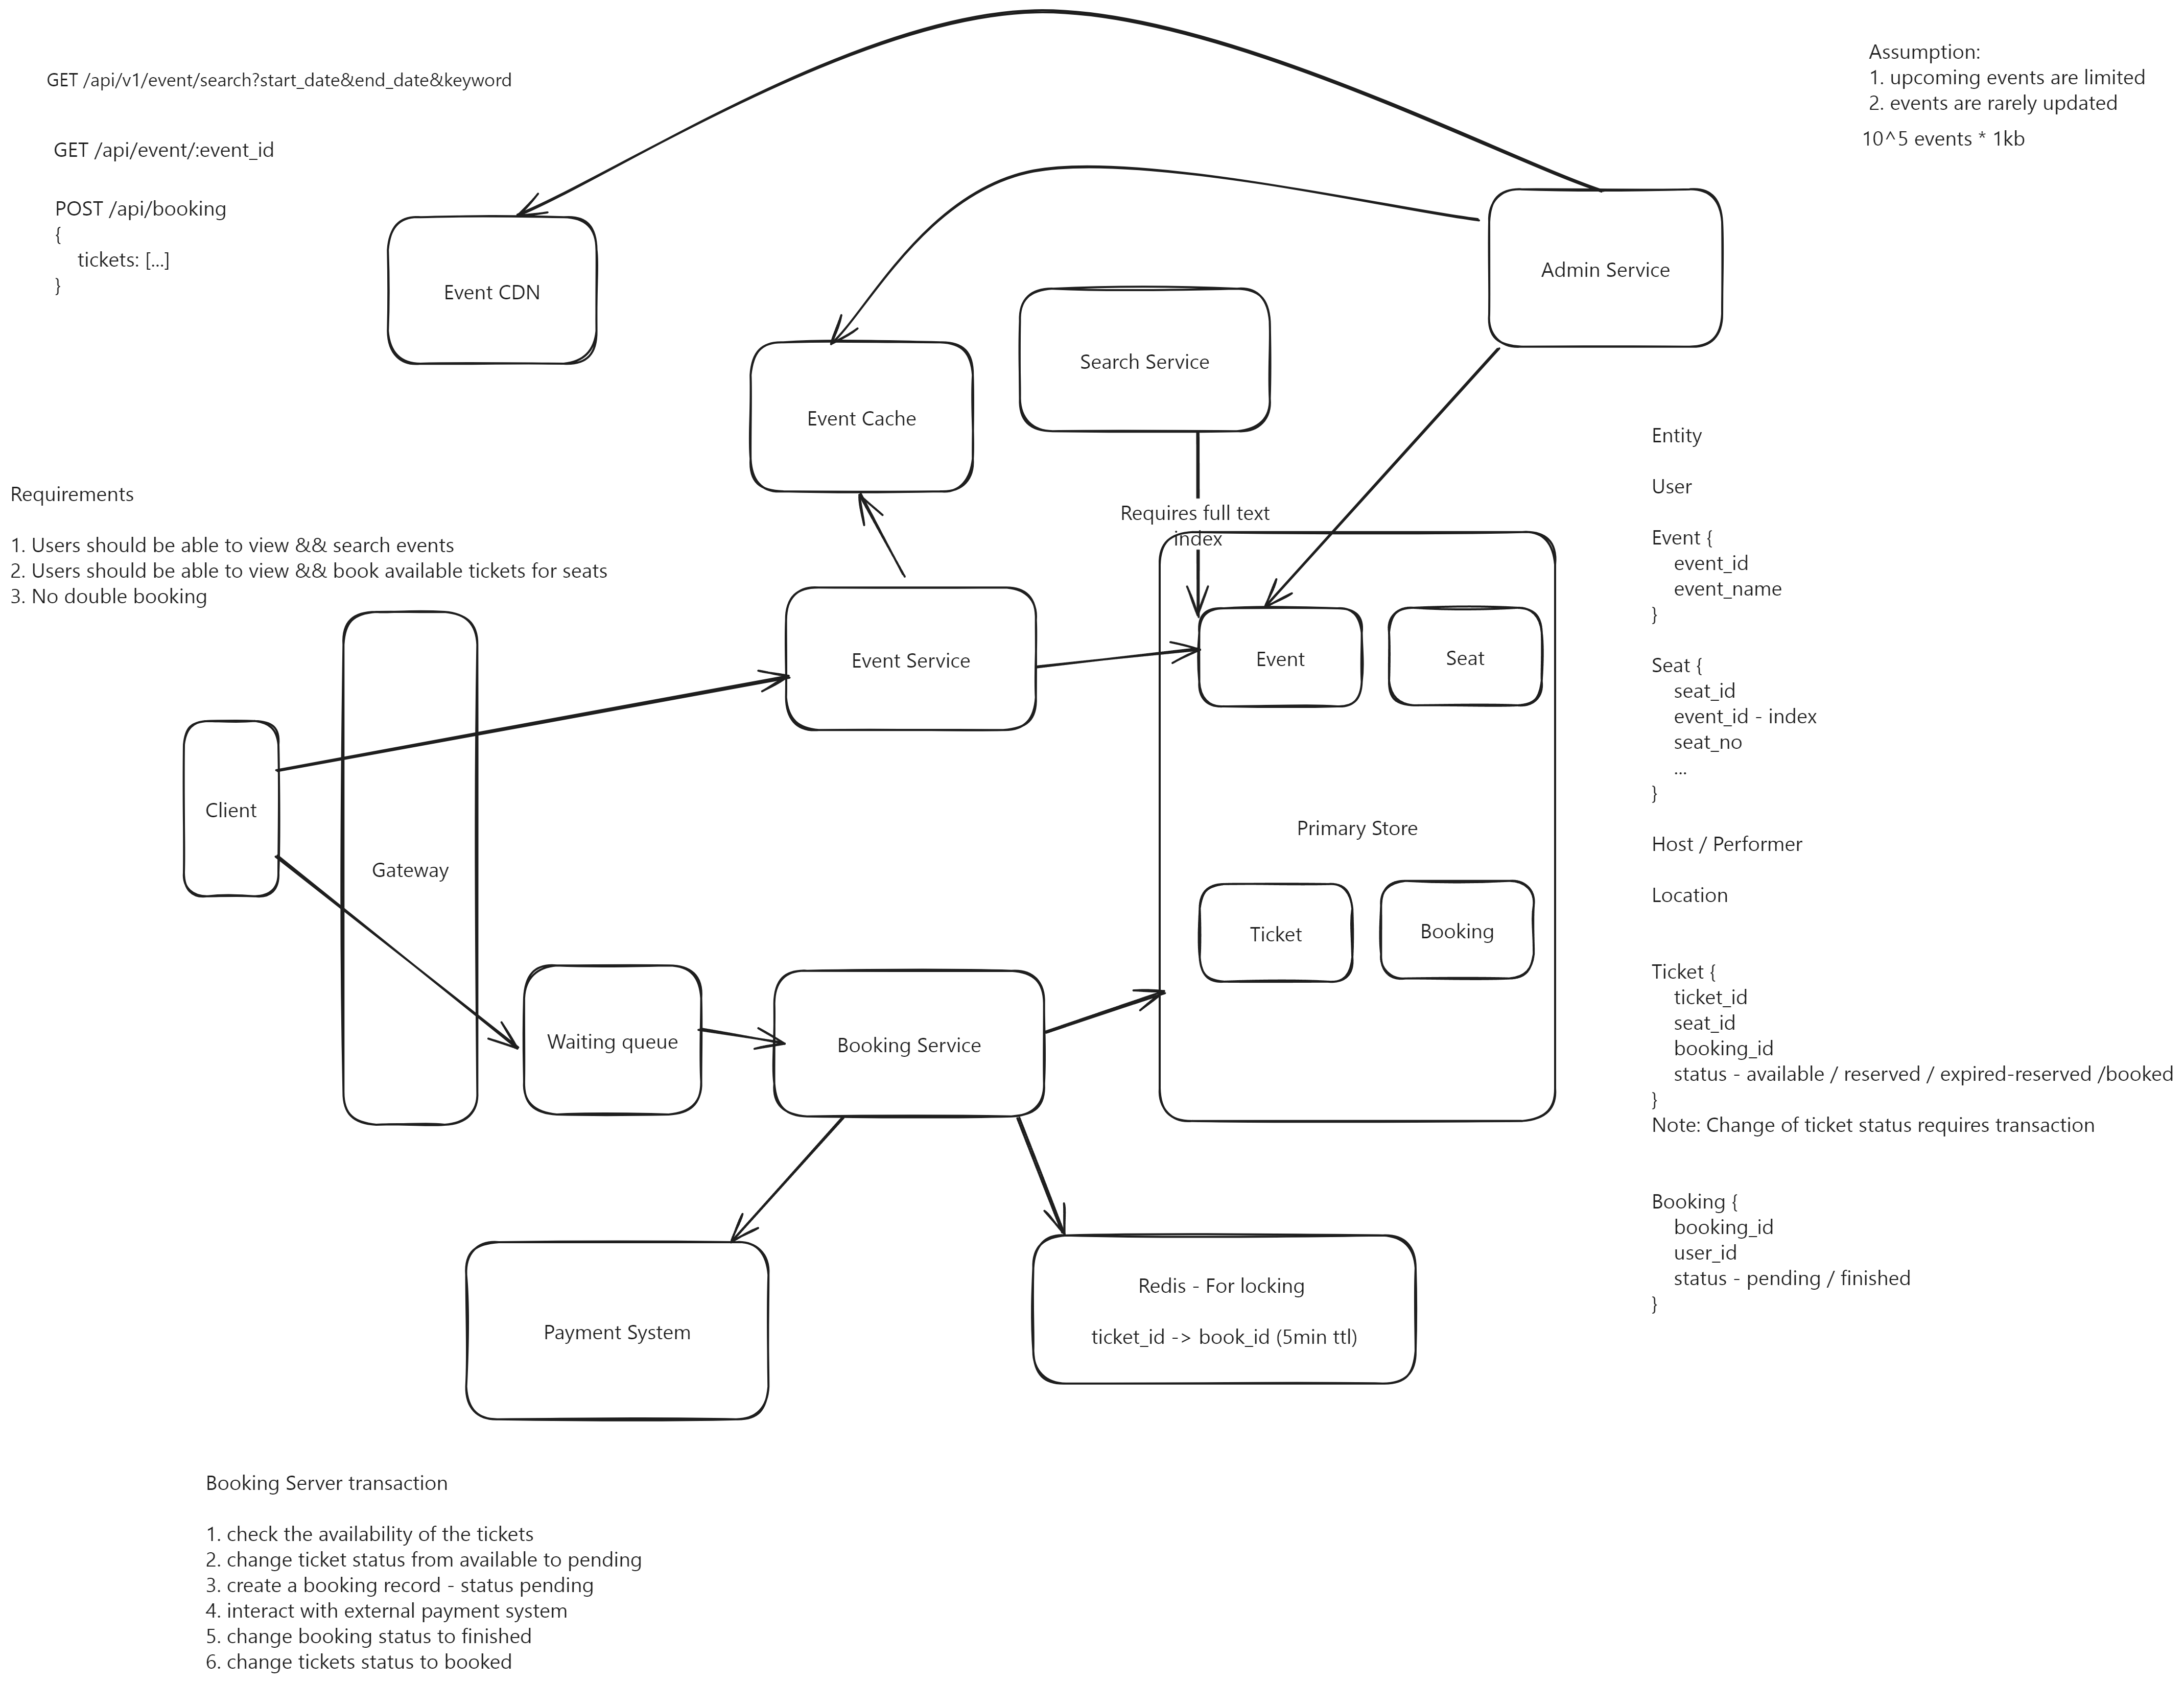 GET /api/v1/event/search?start_date&end_date&keyword
GET /api/event/:event_id
POST /api/booking
{
tickets: [...]
}
Assumption:
1. upcoming events are limited
2. events are rarely updated
10^5 events * 1kb
Event CDN
Admin Service
Search Service
Event Cache
Requires full text
index
Requirements
1. Users should be able to view && search events
2. Users should be able to view && book available tickets for seats
3. No double booking
Event Service
Event
Seat
Client
Gateway
Primary Store
Ticket
Booking
Waiting queue
Booking Service
Payment System
Redis - For locking
ticket_id -> book_id (5min ttl)
Entity
User
Event {
event_id
event_name
}
Seat {
seat_id
event_id - index
seat_no
...
}
Host / Performer
Location
Ticket {
ticket_id
seat_id
booking_id
status - available / reserved / expired-reserved /booked
}
Note: Change of ticket status requires transaction
Booking {
booking_id
user_id
status - pending / finished
}
Booking Server transaction
1. check the availability of the tickets
2. change ticket status from available to pending
3. create a booking record - status pending
4. interact with external payment system
5. change booking status to finished
6. change tickets status to booked